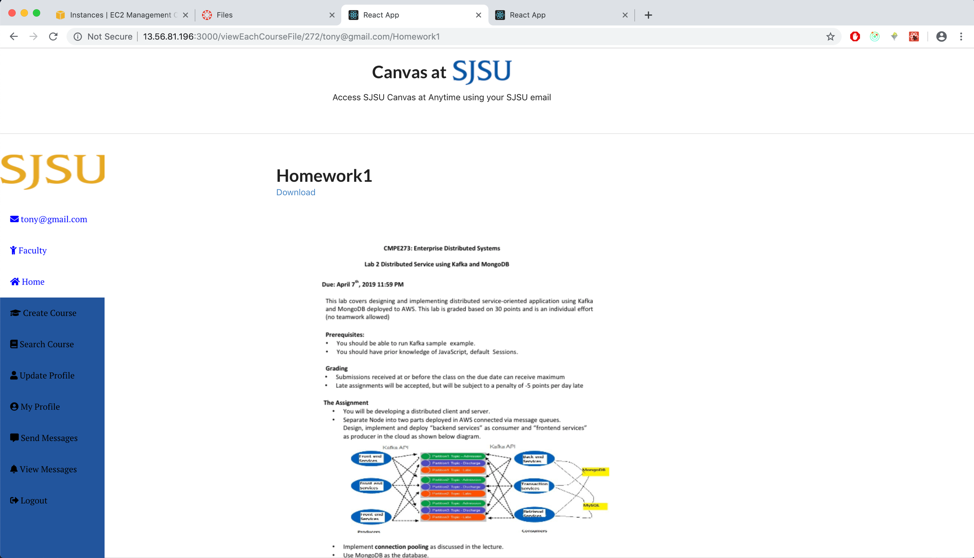 Instances | EC2 Management C
Files
React App
React App
Not Secure | 13.56.81.196:3000/viewEachCourseFile/272/tony@gmail.com/Homework1
Canvas at SJSU
Access SJSU Canvas at Anytime using your SJSU email
SJSU
tony@gmail.com
Faculty
Home
Create Course
Search Course
Update Profile
My Profile
Send Messages
View Messages
Logout
Homework1
Download
CMPE273: Enterprise Distributed Systems
Lab 2 Distributed Service using Kafka and MongoDB
Due: April 7th, 2019 11:59 PM
This lab covers designing and implementing distributed service-oriented application using Kafka
and MongoDB deployed to AWS. This lab is graded based on 30 points and is an individual effort
(no teamwork allowed)
Prerequisites:
• You should be able to run Kafka sample example.
• You should have prior knowledge of JavaScript, default Sessions.
Grading
• Submissions received at or before the class on the due date can receive maximum
• Late assignments will be accepted, but will be subject to a penalty of -5 points per day late
The Assignment
• You will be developing a distributed client and server.
• Separate Node into two parts deployed in AWS connected via message queues.
Design, implement and deploy "backend services" as consumer and "frontend services"
as producer in the cloud as shown below diagram.
Kafka API
Kafka API
Front end
Services
Back end
Services
MongoDB
Front end
Services
Transaction
Services
MySQL
Front end
Services
Retrieval
Services
• Implement connection pooling as discussed in the lecture.
• Use MongoDB as the database.